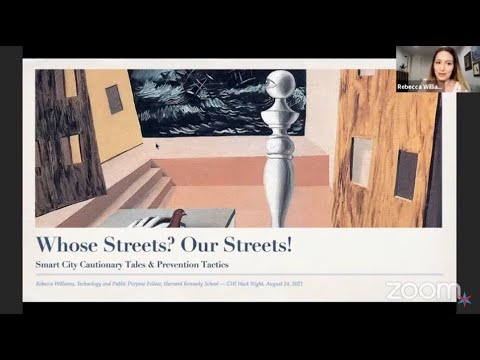 Rebecca Willia...
Whose Streets? Our Streets!
Smart City Cautionary Tales & Prevention Tactics
Rebecca Williams, Technology and Public Purpose Fellow, Harvard Kennedy School — CHI Hack Night, August 24, 2021
zoom